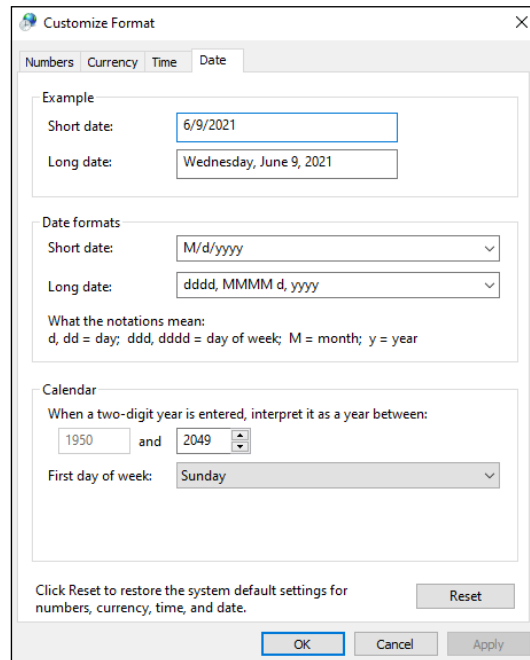 Customize Format
Numbers Currency Time Date
Example
Short date: 6/9/2021
Long date: Wednesday, June 9, 2021
Date formats
Short date: M/d/yyyy
Long date: dddd, MMMM d, yyyy
What the notations mean:
d, dd = day; ddd, dddd = day of week; M = month; y = year
Calendar
When a two-digit year is entered, interpret it as a year between:
1950 and 2049
First day of week: Sunday
Click Reset to restore the system default settings for
numbers, currency, time, and date.
Reset
OK Cancel Apply